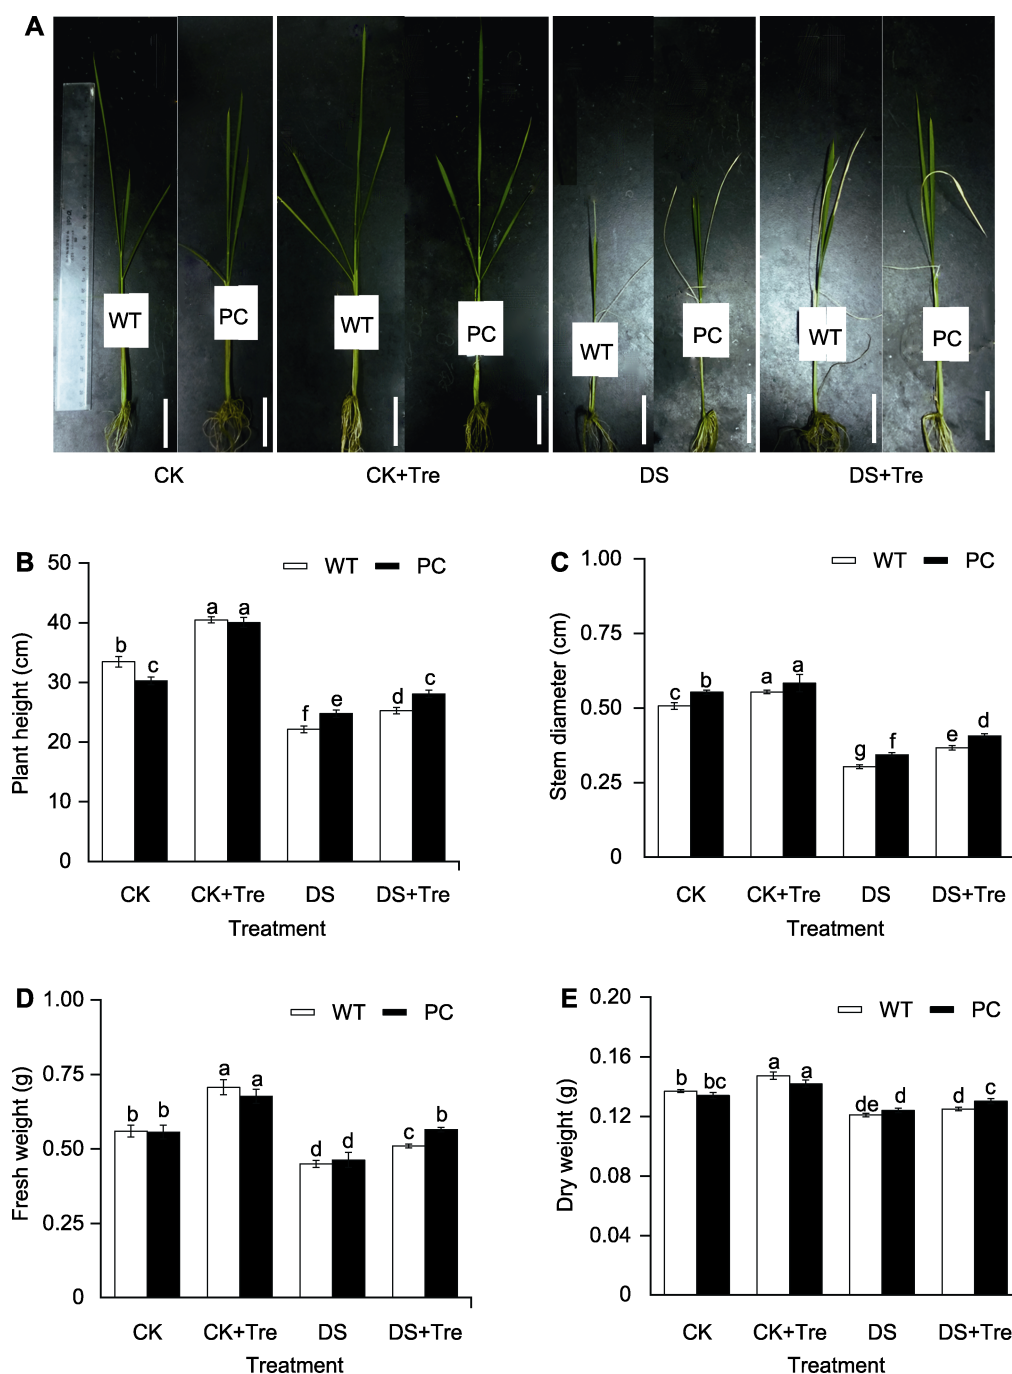 A
WT PC WT PC WT PC WT PC
CK CK+Tre DS DS+Tre
B
WT PC
Plant height (cm)
50
40
30
20
10
0
b c a a f e d c
CK CK+Tre DS DS+Tre
Treatment
C
WT PC
Stem diameter (cm)
1.00
0.75
0.50
0.25
0
c b a a g f e d
CK CK+Tre DS DS+Tre
Treatment
D
WT PC
Fresh weight (g)
1.00
0.75
0.50
0.25
0
b b a a d d c b
CK CK+Tre DS DS+Tre
Treatment
E
WT PC
Dry weight (g)
0.20
0.16
0.12
0.08
0.04
0
b bc a a de d d c
CK CK+Tre DS DS+Tre
Treatment